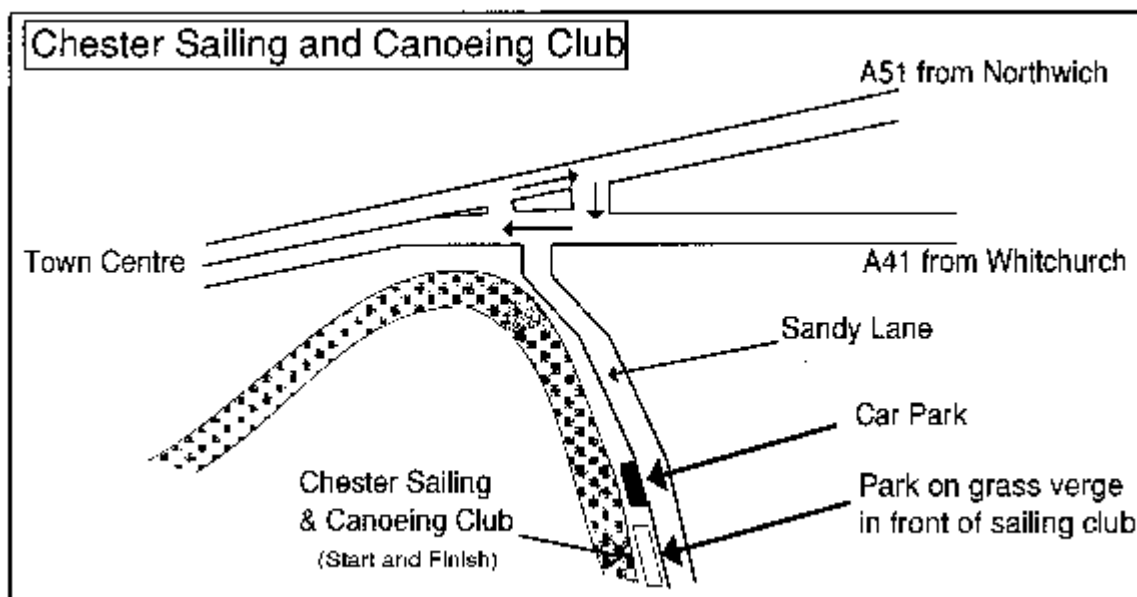 Chester Sailing and Canoeing Club
A51 from Northwich
Town Centre
A41 from Whitchurch
Sandy Lane
Car Park
Chester Sailing
& Canoeing Club
(Start and Finish)
Park on grass verge
in front of sailing club